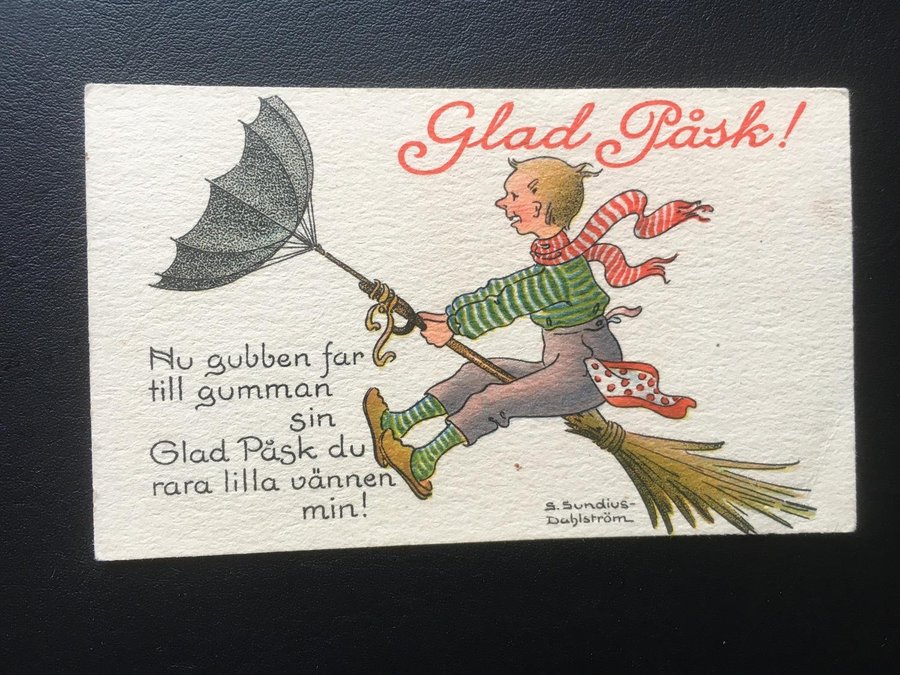 Glad Påsk!
Nu gubben far
till gumman
sin
Glad Påsk du
rara lilla vännen
min!
S. Sundius-
Dahlström